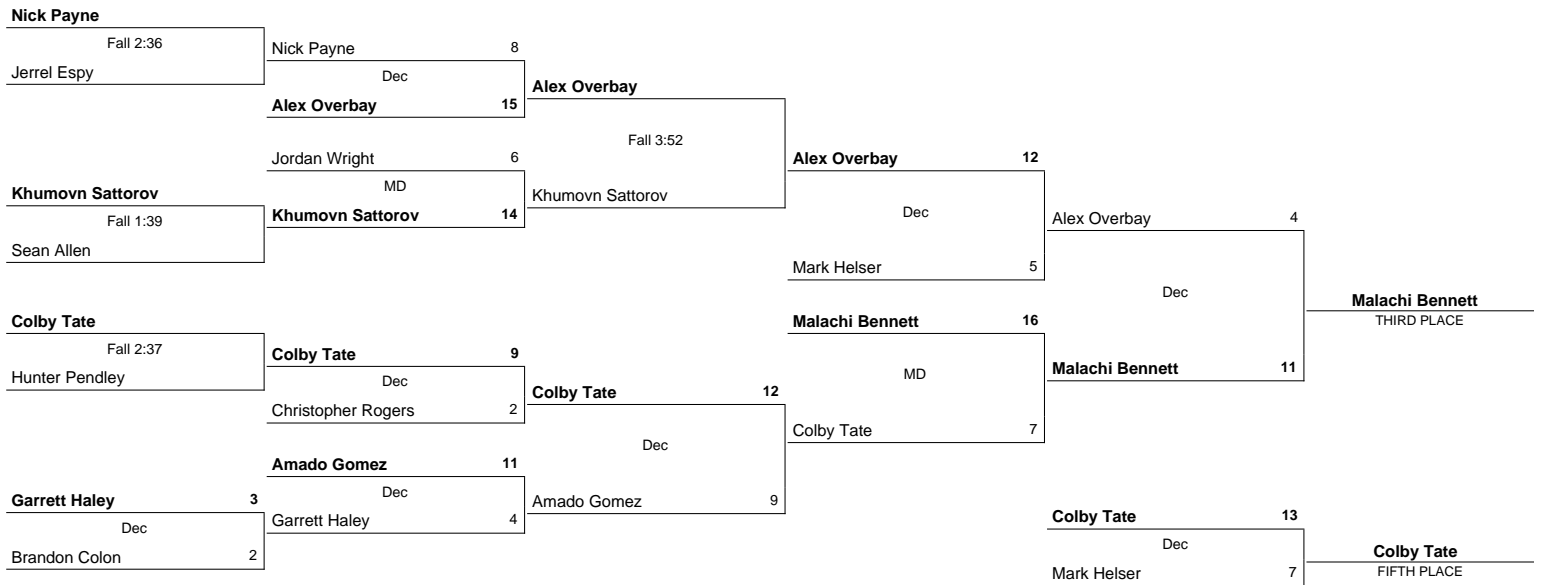 Nick Payne
Fall 2:36
Jerrel Espy
Khumovn Sattorov
Fall 1:39
Sean Allen
Colby Tate
Fall 2:37
Hunter Pendley
Garrett Haley 3
Dec
Brandon Colon 2
Nick Payne 8
Dec
Alex Overbay 15
Jordan Wright 6
MD
Khumovn Sattorov 14
Colby Tate 9
Dec
Christopher Rogers 2
Amado Gomez 11
Dec
Garrett Haley 4
Alex Overbay
Fall 3:52
Khumovn Sattorov
Colby Tate 12
Dec
Amado Gomez 9
Alex Overbay 12
Dec
Mark Helser 5
Malachi Bennett 16
MD
Colby Tate 7
Alex Overbay 4
Dec
Malachi Bennett 11
Malachi Bennett
THIRD PLACE
Colby Tate 13
Dec
Mark Helser 7
Colby Tate
FIFTH PLACE